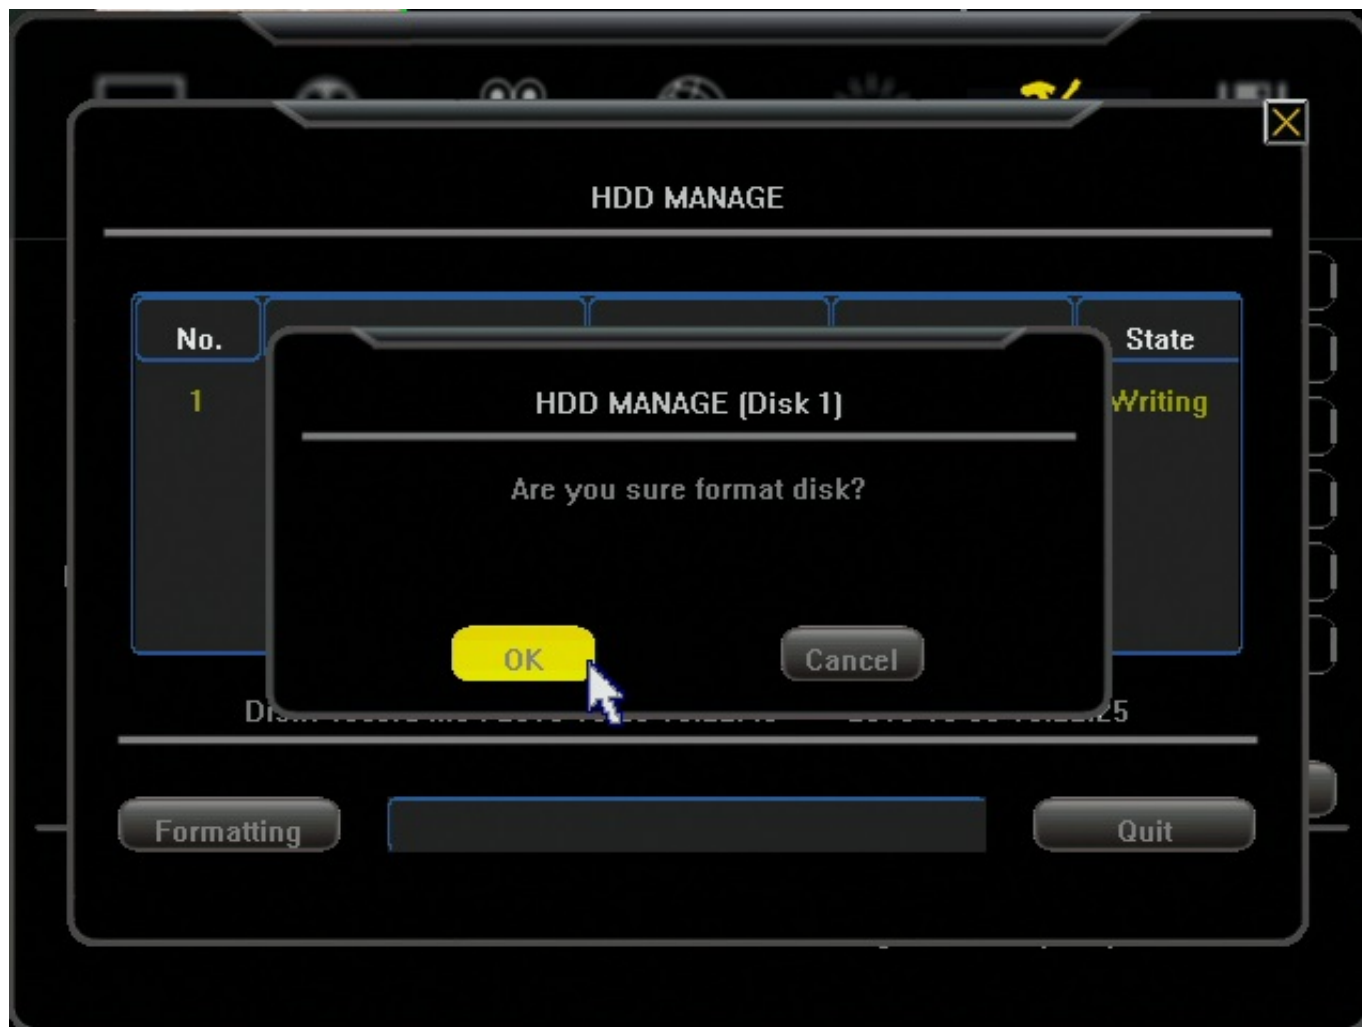 HDD MANAGE
No. State
1 Writing
HDD MANAGE (Disk 1)
Are you sure format disk?
OK Cancel
Formatting Quit